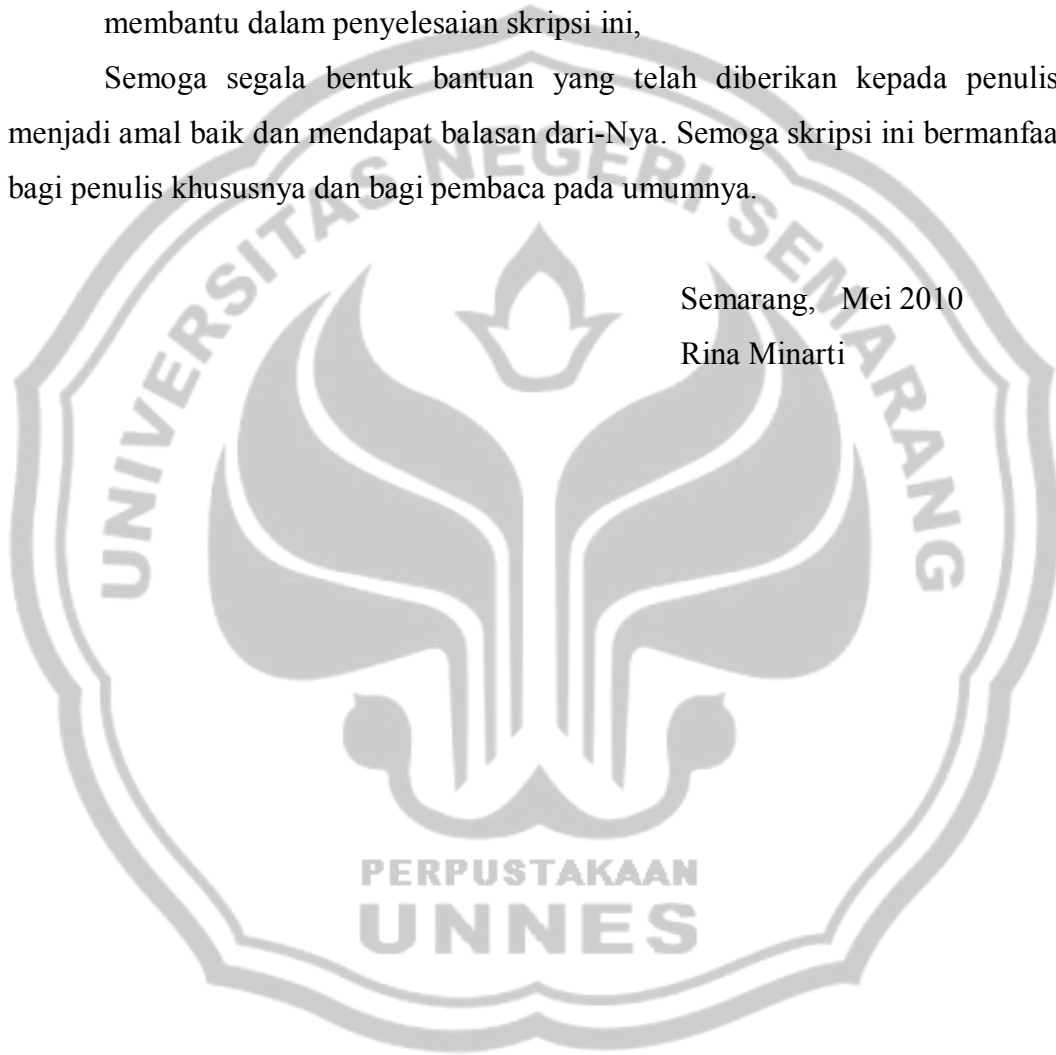 membantu dalam penyelesaian skripsi ini,
Semoga segala bentuk bantuan yang telah diberikan kepada penulis
menjadi amal baik dan mendapat balasan dari-Nya. Semoga skripsi ini bermanfaa
bagi penulis khususnya dan bagi pembaca pada umumnya.
Semarang, Mei 2010
Rina Minarti
UNIVERSITAS NEGERI SEMARANG
PERPUSTAKAAN
UNNES